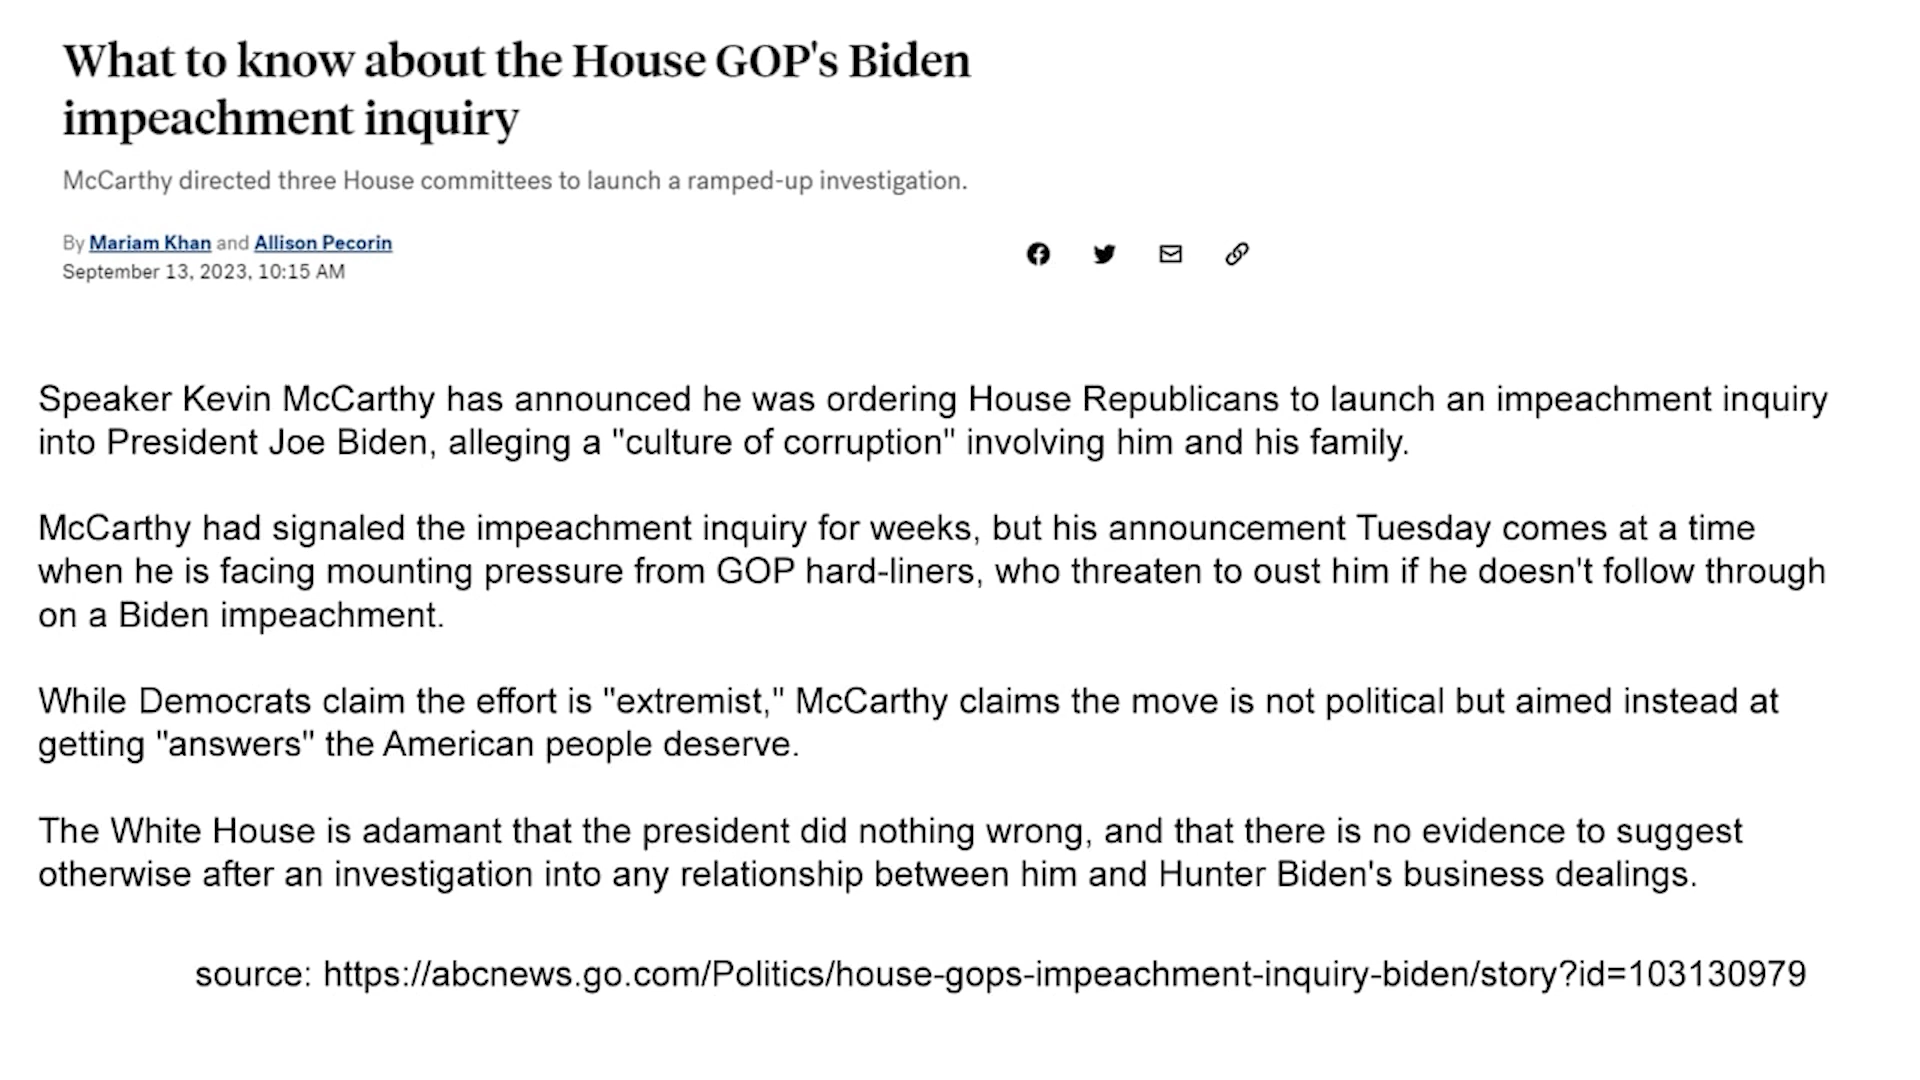 What to know about the House GOP's Biden
impeachment inquiry
McCarthy directed three House committees to launch a ramped-up investigation.
By Mariam Khan and Allison Pecorin
September 13, 2023, 10:15 AM
Speaker Kevin McCarthy has announced he was ordering House Republicans to launch an impeachment inquiry
into President Joe Biden, alleging a "culture of corruption" involving him and his family.
McCarthy had signaled the impeachment inquiry for weeks, but his announcement Tuesday comes at a time
when he is facing mounting pressure from GOP hard-liners, who threaten to oust him if he doesn't follow through
on a Biden impeachment.
While Democrats claim the effort is "extremist," McCarthy claims the move is not political but aimed instead at
getting "answers" the American people deserve.
The White House is adamant that the president did nothing wrong, and that there is no evidence to suggest
otherwise after an investigation into any relationship between him and Hunter Biden's business dealings.
source: https://abcnews.go.com/Politics/house-gops-impeachment-inquiry-biden/story?id=103130979